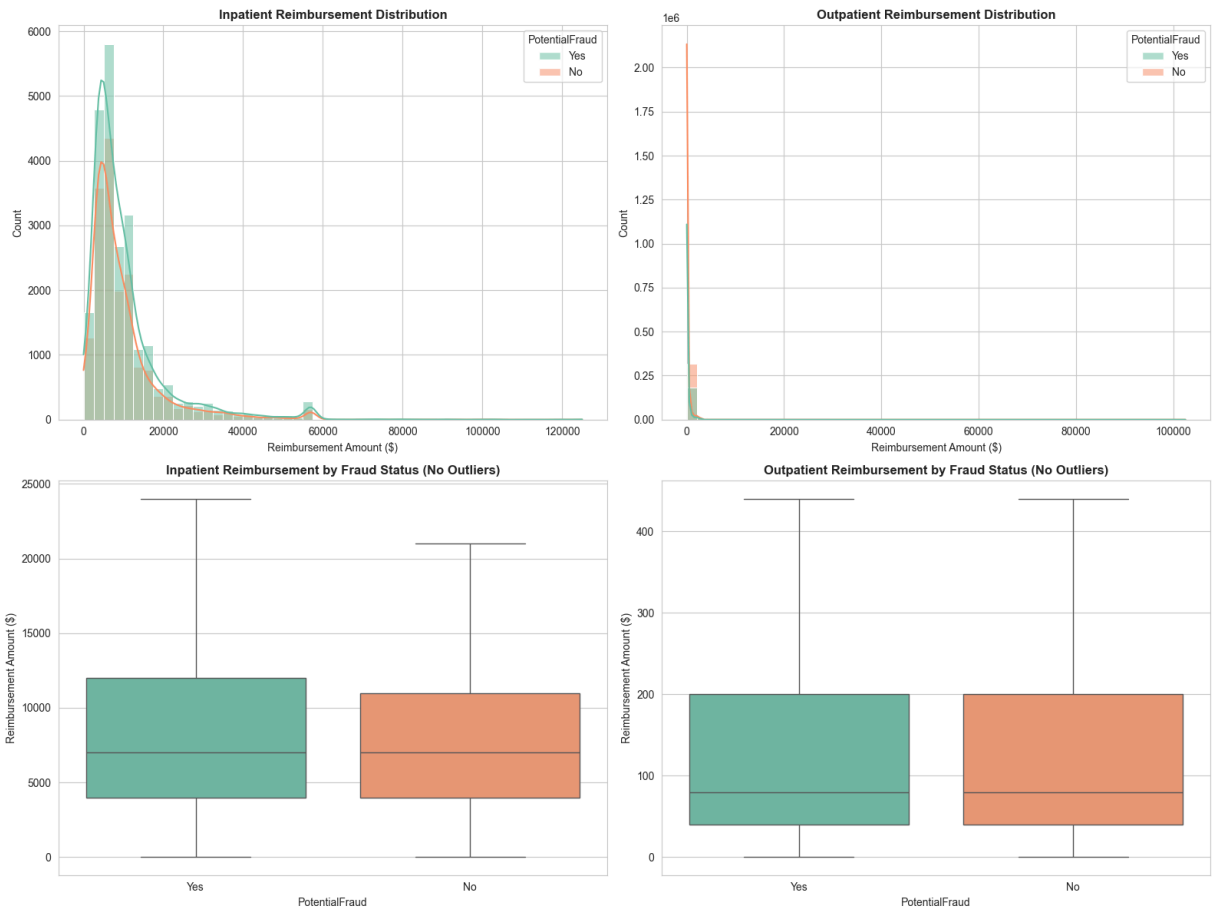 Inpatient Reimbursement Distribution
PotentialFraud
Yes
No
6000
5000
4000
3000
2000
1000
0
Count
0 20000 40000 60000 80000 100000 120000
Reimbursement Amount ($)
Outpatient Reimbursement Distribution
1e6
PotentialFraud
Yes
No
2.00
1.75
1.50
1.25
1.00
0.75
0.50
0.25
0.00
Count
0 20000 40000 60000 80000 100000
Reimbursement Amount ($)
Inpatient Reimbursement by Fraud Status (No Outliers)
25000
20000
15000
10000
5000
0
Reimbursement Amount ($)
Yes No
PotentialFraud
Outpatient Reimbursement by Fraud Status (No Outliers)
400
300
200
100
0
Reimbursement Amount ($)
Yes No
PotentialFraud